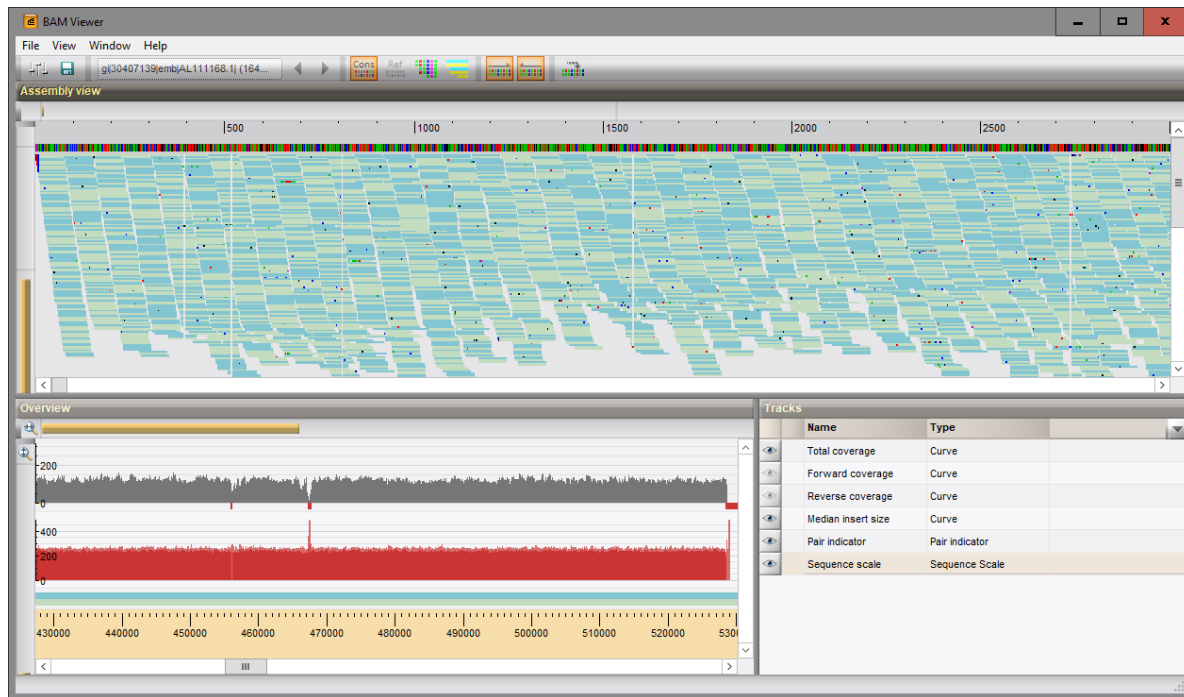 BAM Viewer
File View Window Help
gi|30407139|emb|AL111168.1| (164... Cons Ref
Assembly view
500 1000 1500 2000 2500
Overview
200
0
400
200
0
430000 440000 450000 460000 470000 480000 490000 500000 510000 520000 530
Tracks
Name Type
Total coverage Curve
Forward coverage Curve
Reverse coverage Curve
Median insert size Curve
Pair indicator Pair indicator
Sequence scale Sequence Scale